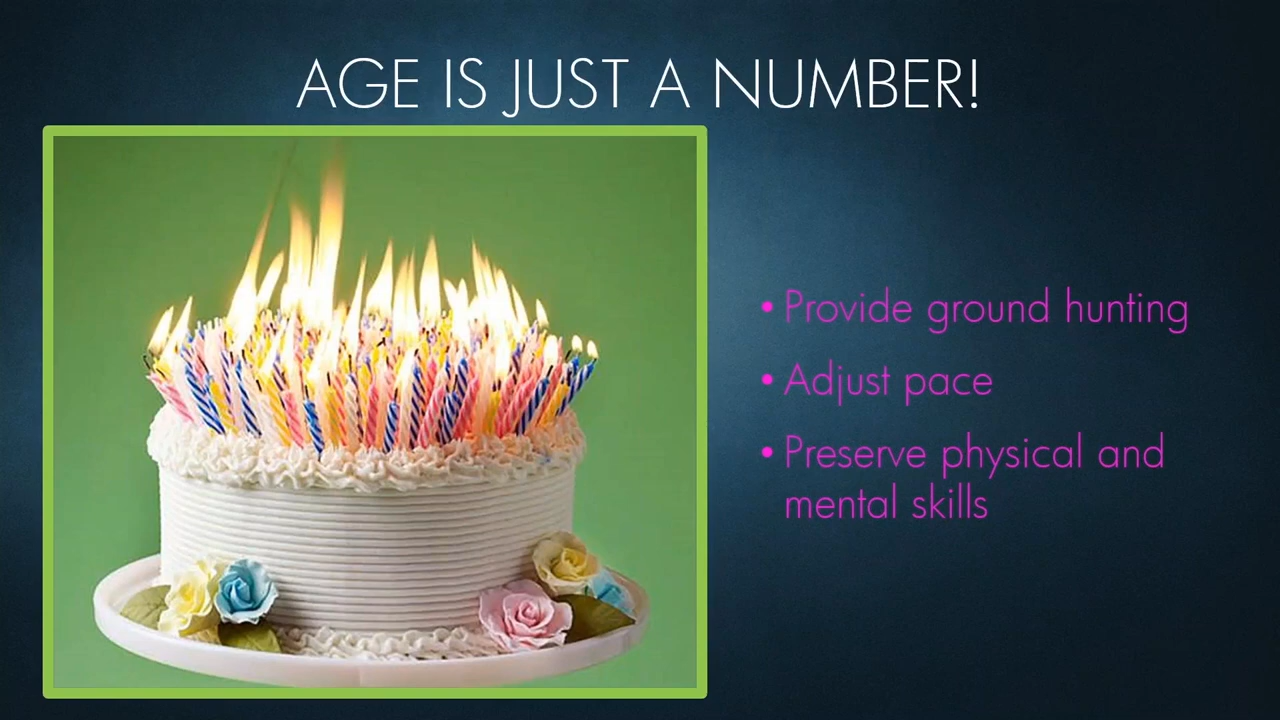 AGE IS JUST A NUMBER!
• Provide ground hunting
• Adjust pace
• Preserve physical and
mental skills